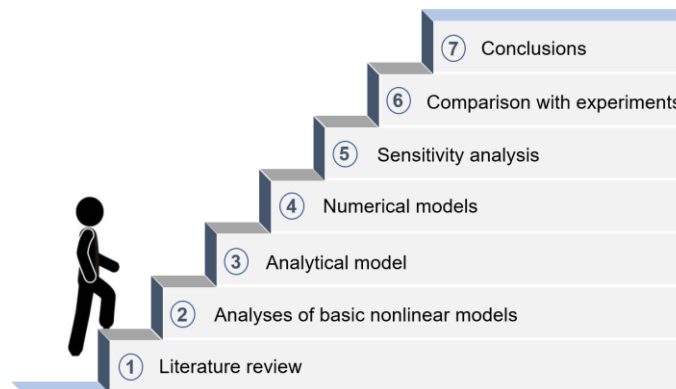 7 Conclusions
6 Comparison with experiments
5 Sensitivity analysis
4 Numerical models
3 Analytical model
2 Analyses of basic nonlinear models
1 Literature review